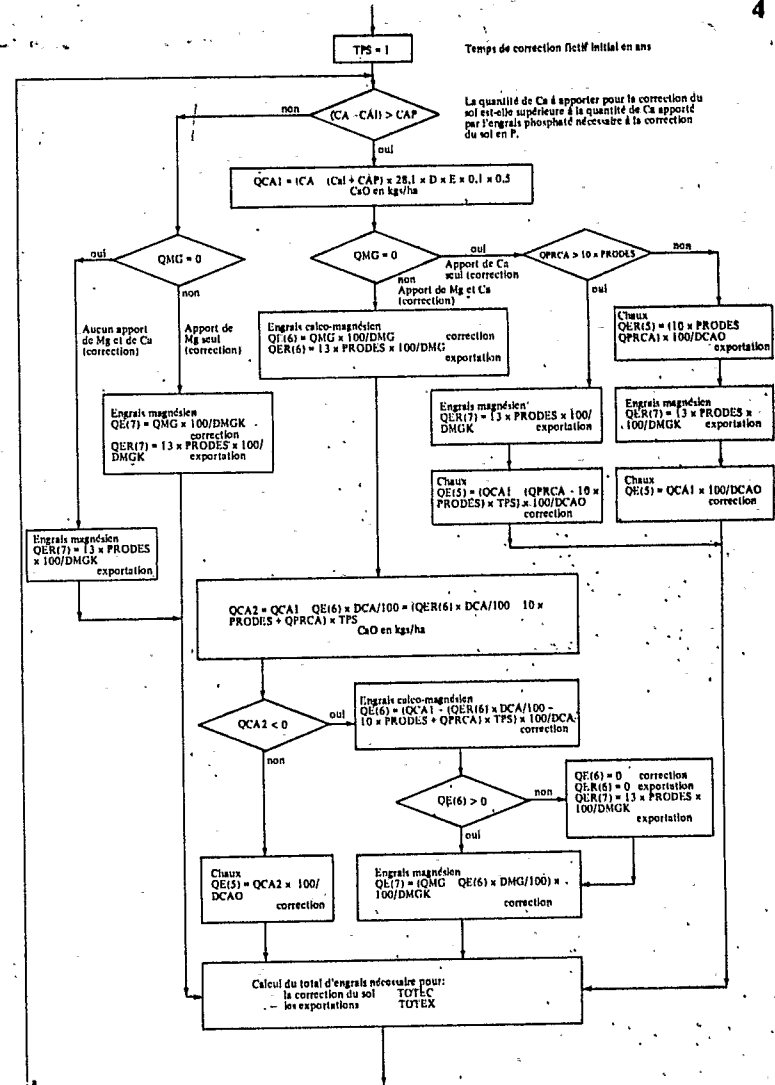 4
TPS = 1
Temps de correction fictif initial en ans
non
(CA - CAI) > CAP
La quantité de Ca à apporter pour la correction du
sol est-elle supérieure à la quantité de Ca apporté
par l'engrais phosphaté nécessaire à la correction
du sol en P.
oui
QCA1 = (CA (CaI + CAP) x 28,1 x D x E x 0,1 x 0,5
CaO en kgs/ha
oui
QMG = 0
non
QMG = 0
oui
Apport de Ca
seul (correction
non
Apport de Mg et Ca
(correction)
QPRCA > 10 x PRODES
non
oui
Aucun apport
de Mg et de Ca
(correction)
Apport de
Mg seul
(correction)
Engrais calco-magnésien
QE(6) = QMG x 100/DMG correction
QER(6) = 13 x PRODES x 100/DMG
exportation
Chaux
QER(5) = (10 x PRODES
QPRCA) x 100/DCAO
exportation
Engrais magnésien
QE(7) = QMG x 100/DMGK
correction
QER(7) = 13 x PRODES x 100/
DMGK exportation
Engrais magnésien
QER(7) = 13 x PRODES x 100/
DMGK exportation
Engrais magnésien
QER(7) = 13 x PRODES x
100/DMGK exportation
Chaux
QE(5) = (QCA1 (QPRCA - 10 x
PRODES) x TPS) x 100/DCAO
correction
Chaux
QE(5) = QCA1 x 100/DCAO
correction
Engrais magnésien
QER(7) = 13 x PRODES
x 100/DMGK
exportation
QCA2 = QCA1 QE(6) x DCA/100 = (QER(6) x DCA/100 10 x
PRODES + QPRCA) x TPS
CaO en kgs/ha
QCA2 < 0
oui
non
Engrais calco-magnésien
QE(6) = (QCA1 - (QER(6) x DCA/100 -
10 x PRODES + QPRCA) x TPS) x 100/DCA
correction
QE(6) > 0
non
oui
QE(6) = 0 correction
QER(6) = 0 exportation
QER(7) = 13 x PRODES x
100/DMGK
exportation
Chaux
QE(5) = QCA2 x 100/
DCAO
correction
Engrais magnésien
QE(7) = (QMG QE(6) x DMG/100) x
100/DMGK
correction
Calcul du total d'engrais nécessaire pour:
la correction du sol TOTEC
— les exportations TOTEX